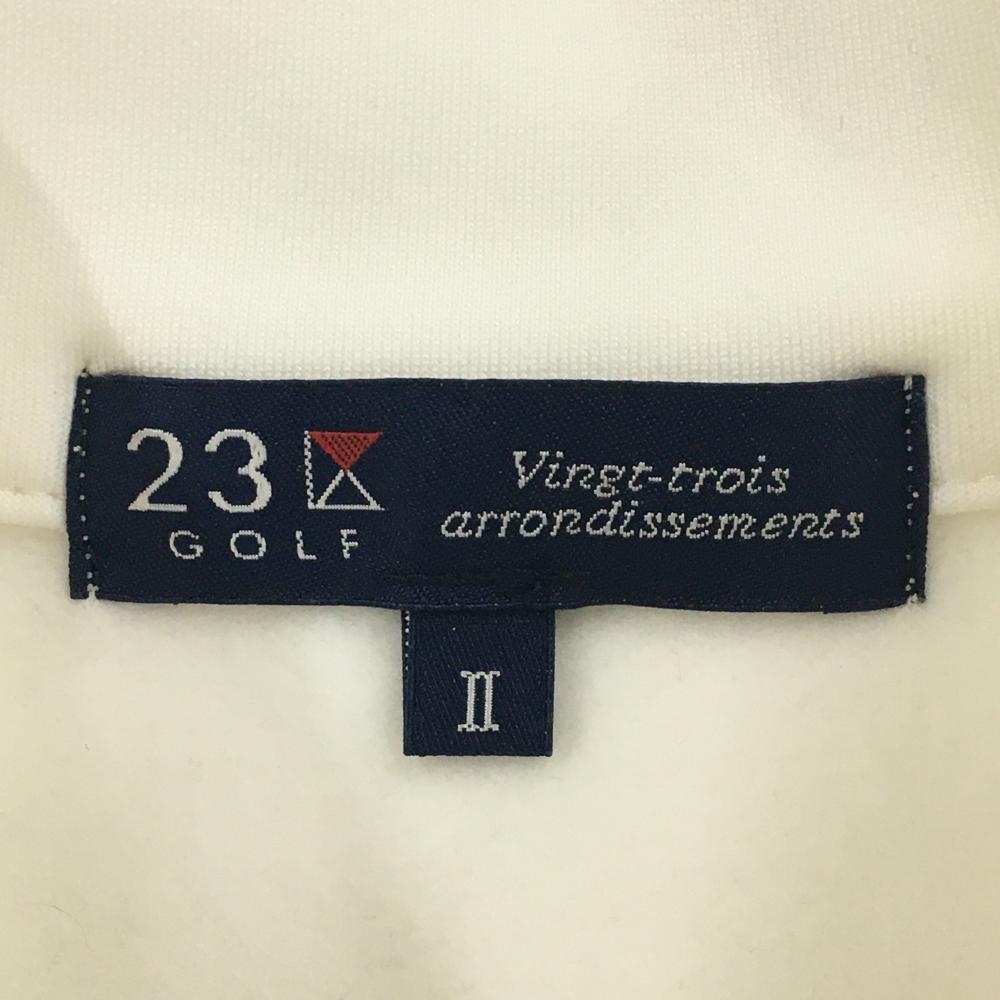 23
GOLF
Vingt-trois
arrondissements
II